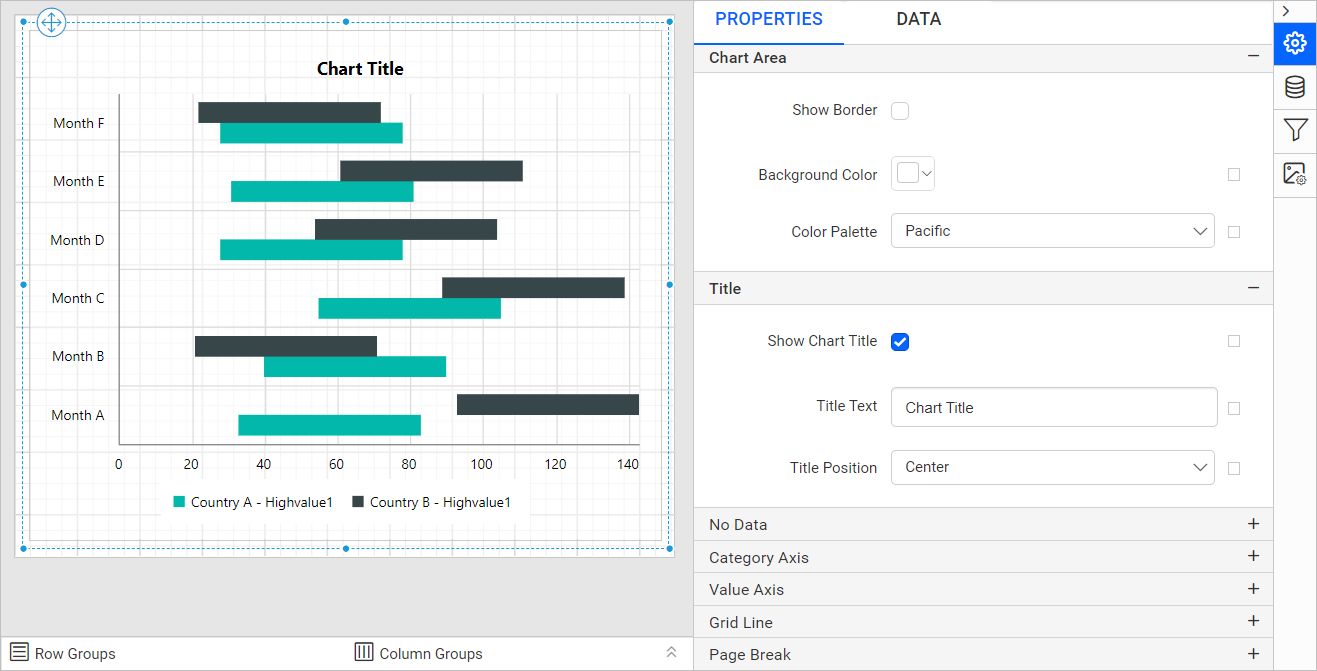 Chart Title
Month F
Month E
Month D
Month C
Month B
Month A
0 20 40 60 80 100 120 140
Country A - Highvalue1 Country B - Highvalue1
Row Groups Column Groups
PROPERTIES DATA
Chart Area
Show Border
Background Color
Color Palette Pacific
Title
Show Chart Title
Title Text Chart Title
Title Position Center
No Data
Category Axis
Value Axis
Grid Line
Page Break